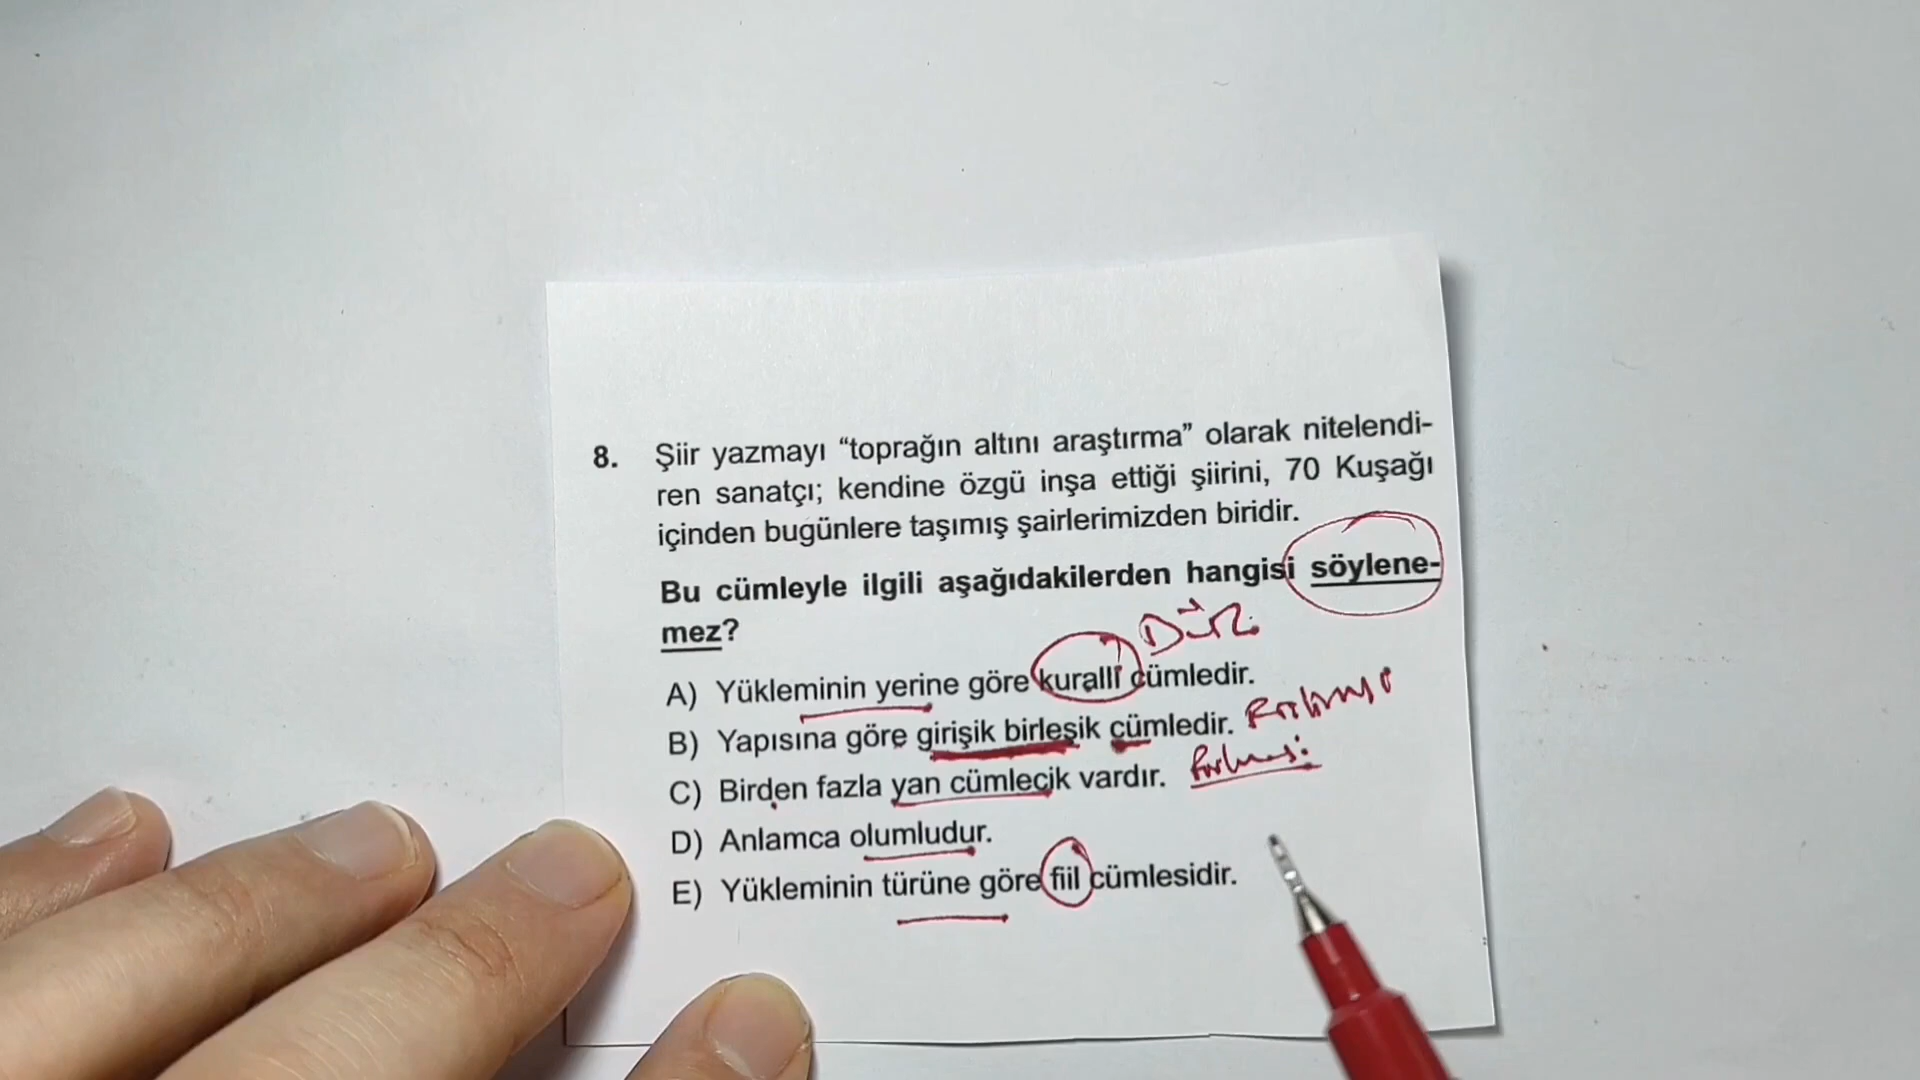 8. Şiir yazmayı “toprağın altını araştırma” olarak nitelendi-
ren sanatçı; kendine özgü inşa ettiği şiirini, 70 Kuşağı
içinden bugünlere taşımış şairlerimizden biridir.
Bu cümleyle ilgili aşağıdakilerden hangisi söylene-
mez?
Düz
A) Yükleminin yerine göre kurallı cümledir.
B) Yapısına göre girişik birleşik cümledir.
C) Birden fazla yan cümlecik vardır.
D) Anlamca olumludur.
E) Yükleminin türüne göre fiil cümlesidir.